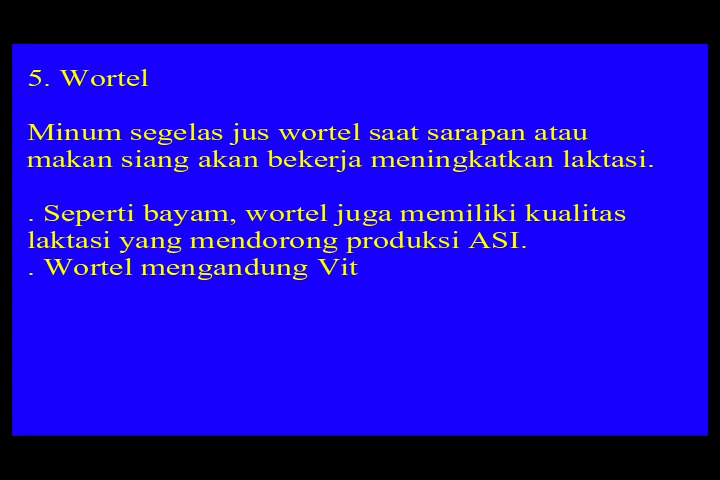 5. Wortel
Minum segelas jus wortel saat sarapan atau
makan siang akan bekerja meningkatkan laktasi.
. Seperti bayam, wortel juga memiliki kualitas
laktasi yang mendorong produksi ASI.
. Wortel mengandung Vit